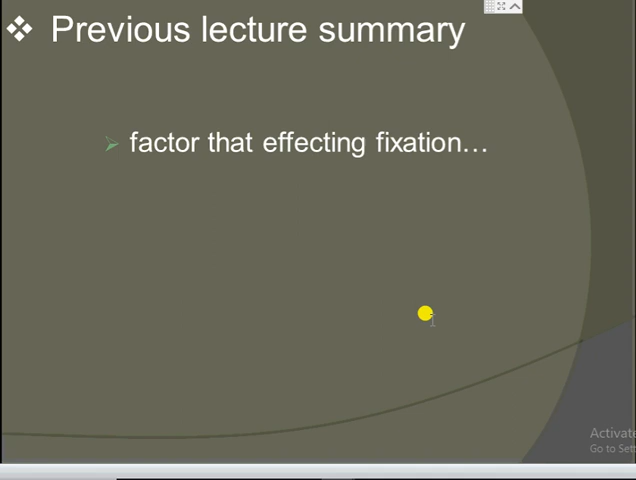 Previous lecture summary
factor that effecting fixation...
Activate
Go to Set